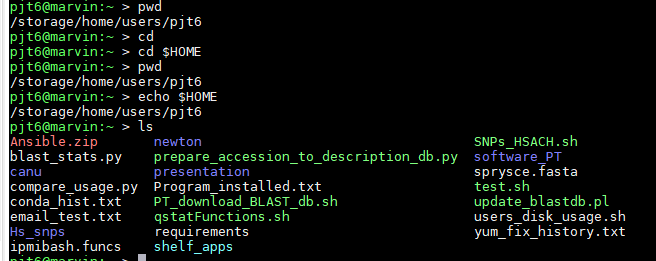 pjt6@marvin:~ > pwd
/storage/home/users/pjt6
pjt6@marvin:~ > cd
pjt6@marvin:~ > cd $HOME
pjt6@marvin:~ > pwd
/storage/home/users/pjt6
pjt6@marvin:~ > echo $HOME
/storage/home/users/pjt6
pjt6@marvin:~ > ls
Ansible.zip newton SNPs_HSACH.sh
blast_stats.py prepare_accession_to_description_db.py software_PT
canu presentation sprysce.fasta
compare_usage.py Program_installed.txt test.sh
conda_hist.txt PT_download_BLAST_db.sh update_blastdb.pl
email_test.txt qstatFunctions.sh users_disk_usage.sh
Hs_snps requirements yum_fix_history.txt
ipmibash.funcs shelf_apps
pjt6@marvin:~ >